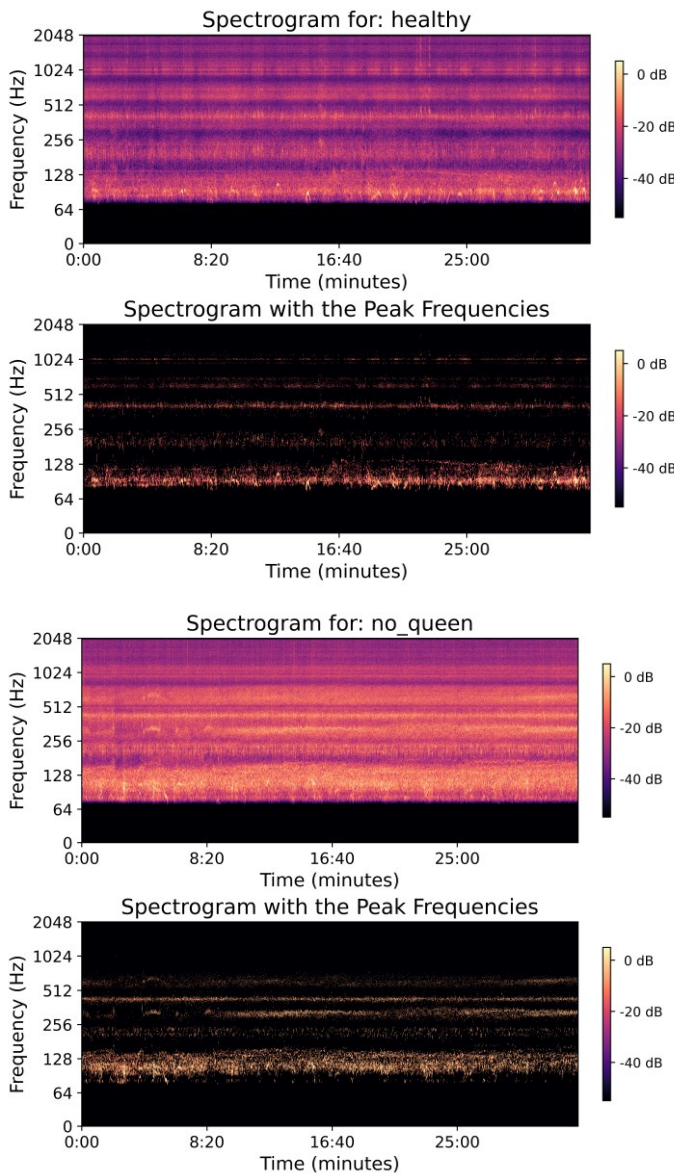 Spectrogram for: healthy
2048
1024
512
256
128
64
0
Frequency (Hz)
0:00 8:20 16:40 25:00
Time (minutes)
0 dB
-20 dB
-40 dB
Spectrogram with the Peak Frequencies
2048
1024
512
256
128
64
0
Frequency (Hz)
0:00 8:20 16:40 25:00
Time (minutes)
0 dB
-20 dB
-40 dB
Spectrogram for: no_queen
2048
1024
512
256
128
64
0
Frequency (Hz)
0:00 8:20 16:40 25:00
Time (minutes)
0 dB
-20 dB
-40 dB
Spectrogram with the Peak Frequencies
2048
1024
512
256
128
64
0
Frequency (Hz)
0:00 8:20 16:40 25:00
Time (minutes)
0 dB
-20 dB
-40 dB